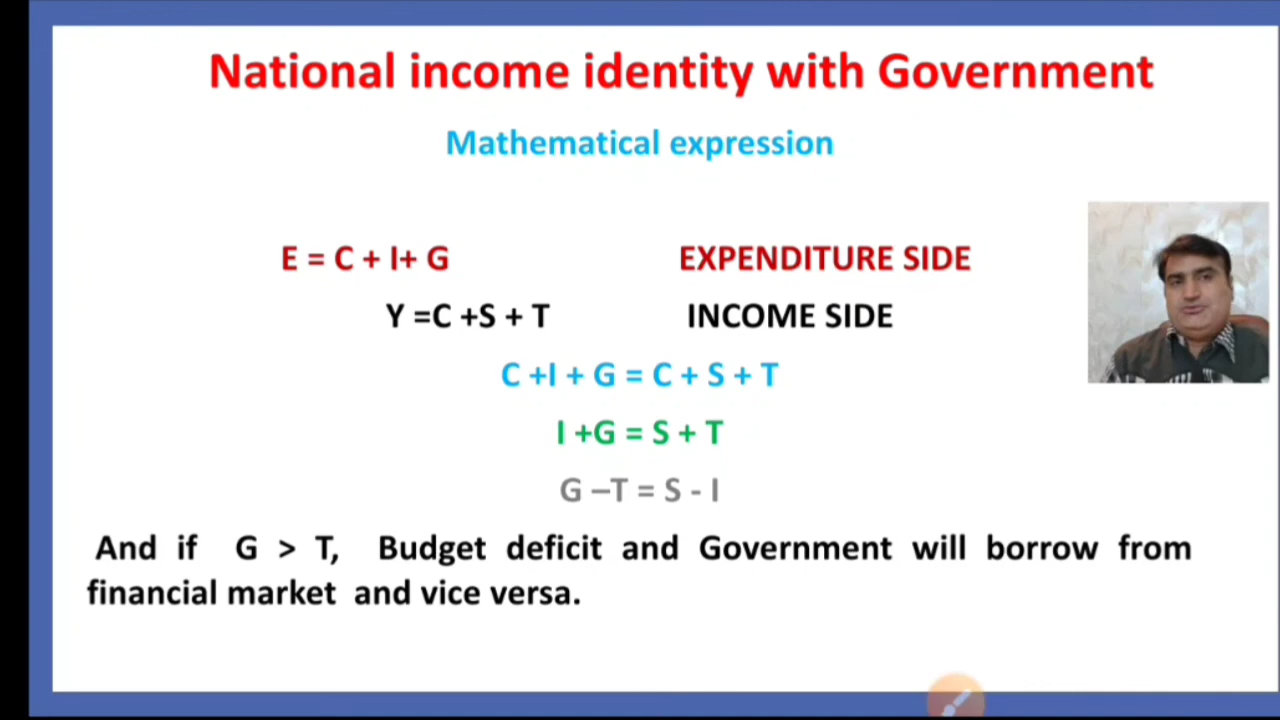 National income identity with Government
Mathematical expression
E = C + I+ G EXPENDITURE SIDE
Y =C +S + T INCOME SIDE
C +I + G = C + S + T
I +G = S + T
G –T = S - I
And if G > T, Budget deficit and Government will borrow from
financial market and vice versa.